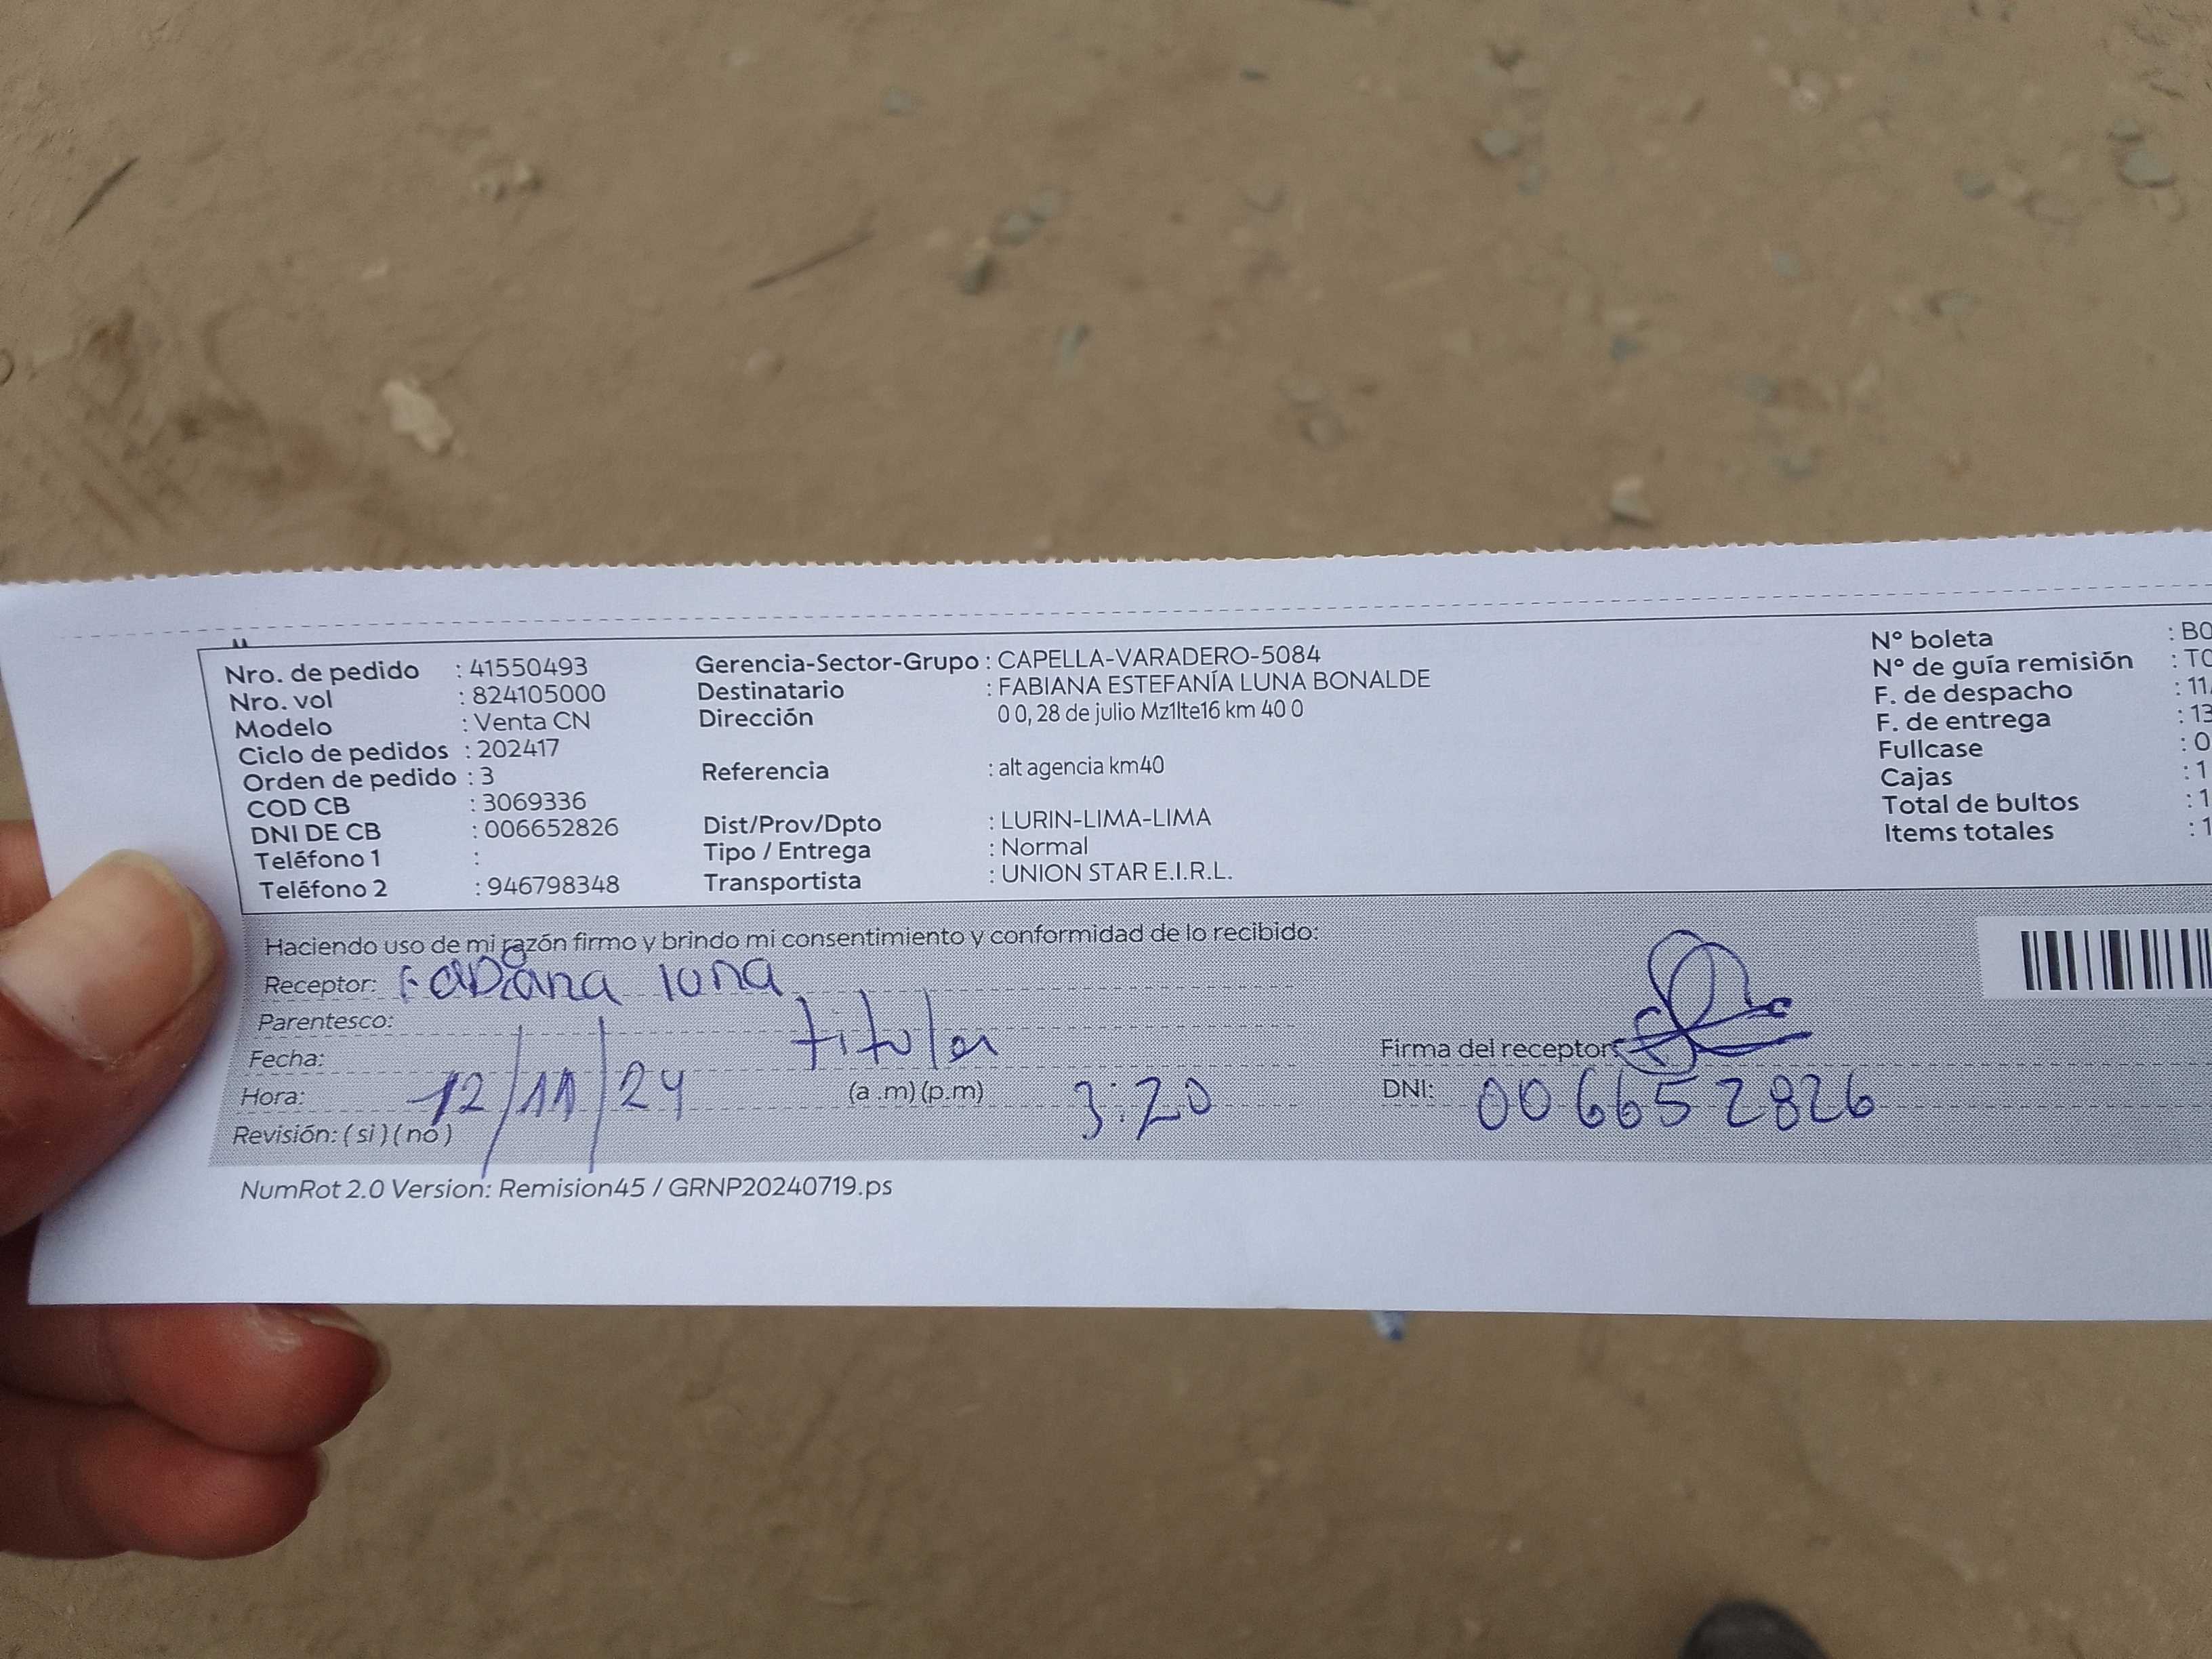 Nro. de pedido : 41550493
Nro. vol : 824105000
Modelo : Venta CN
Ciclo de pedidos : 202417
Orden de pedido : 3
COD CB : 3069336
DNI DE CB : 006652826
Teléfono 1 :
Teléfono 2 : 946798348
Gerencia-Sector-Grupo : CAPELLA-VARADERO-5084
Destinatario : FABIANA ESTEFANÍA LUNA BONALDE
Dirección 0 0, 28 de julio Mz1lte16 km 40 0
Referencia : alt agencia km40
Dist/Prov/Dpto : LURIN-LIMA-LIMA
Tipo / Entrega : Normal
Transportista : UNION STAR E.I.R.L.
N° boleta : B0
N° de guía remisión : T0
F. de despacho : 11
F. de entrega : 13
Fullcase : 0
Cajas : 1
Total de bultos : 1
Items totales : 1
Haciendo uso de mi razón firmo y brindo mi consentimiento y conformidad de lo recibido:
Receptor: Fabiana luna
Parentesco: titular
Fecha:
Hora: 12/11/24 (a .m) (p.m) 3:20
Revisión: ( si ) ( no )
Firma del receptor:
DNI: 006652826
NumRot 2.0 Version: Remision45 / GRNP20240719.ps